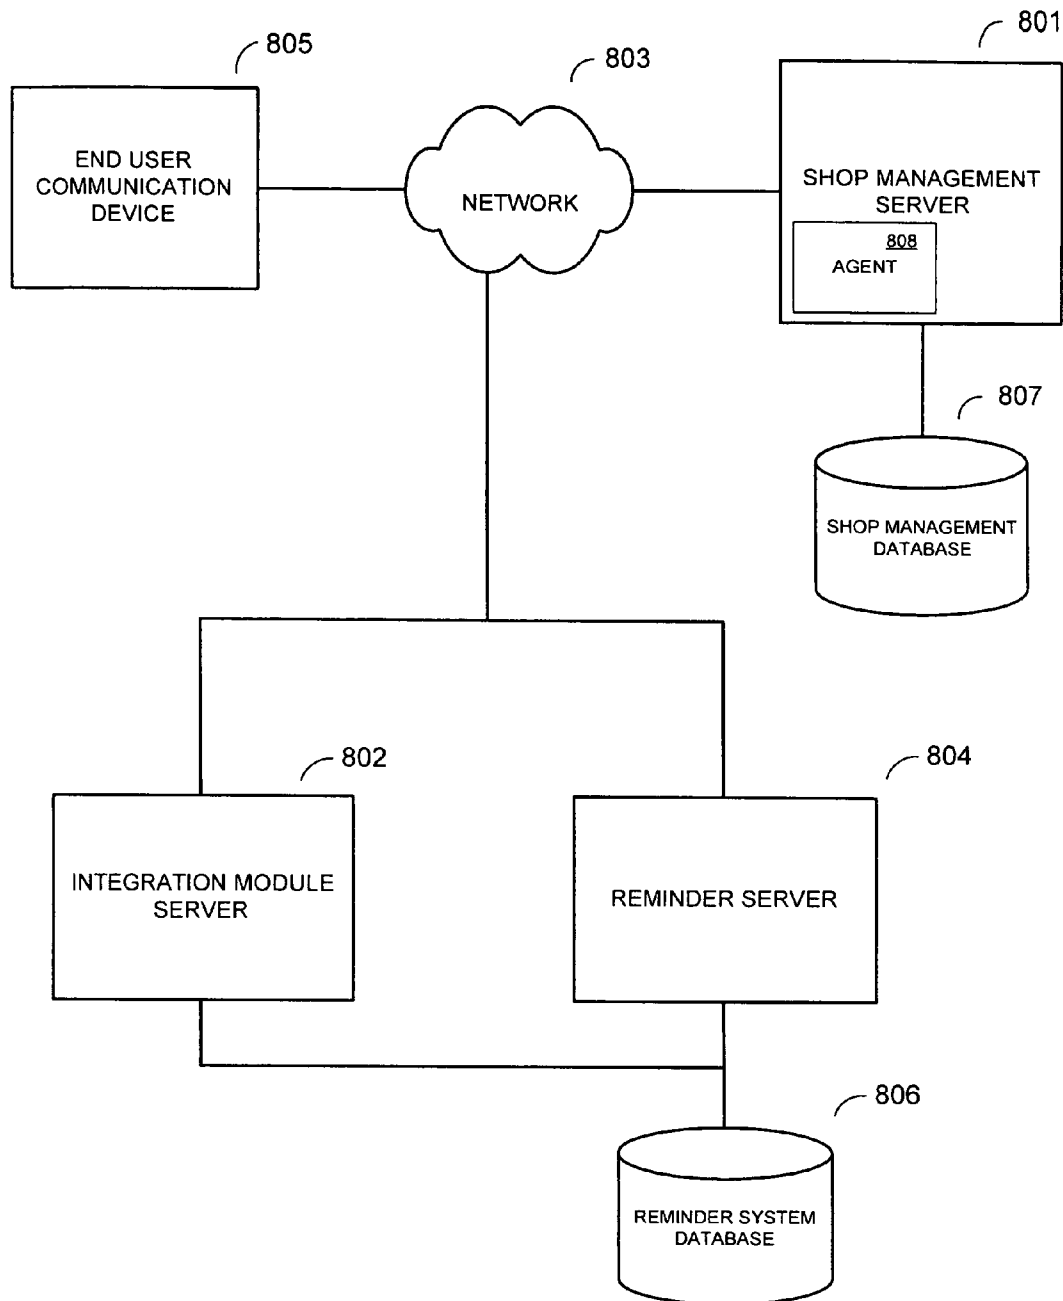 805
803
801
END USER
COMMUNICATION
DEVICE
NETWORK
SHOP MANAGEMENT
SERVER
808
AGENT
807
SHOP MANAGEMENT
DATABASE
802
804
INTEGRATION MODULE
SERVER
REMINDER SERVER
806
REMINDER SYSTEM
DATABASE